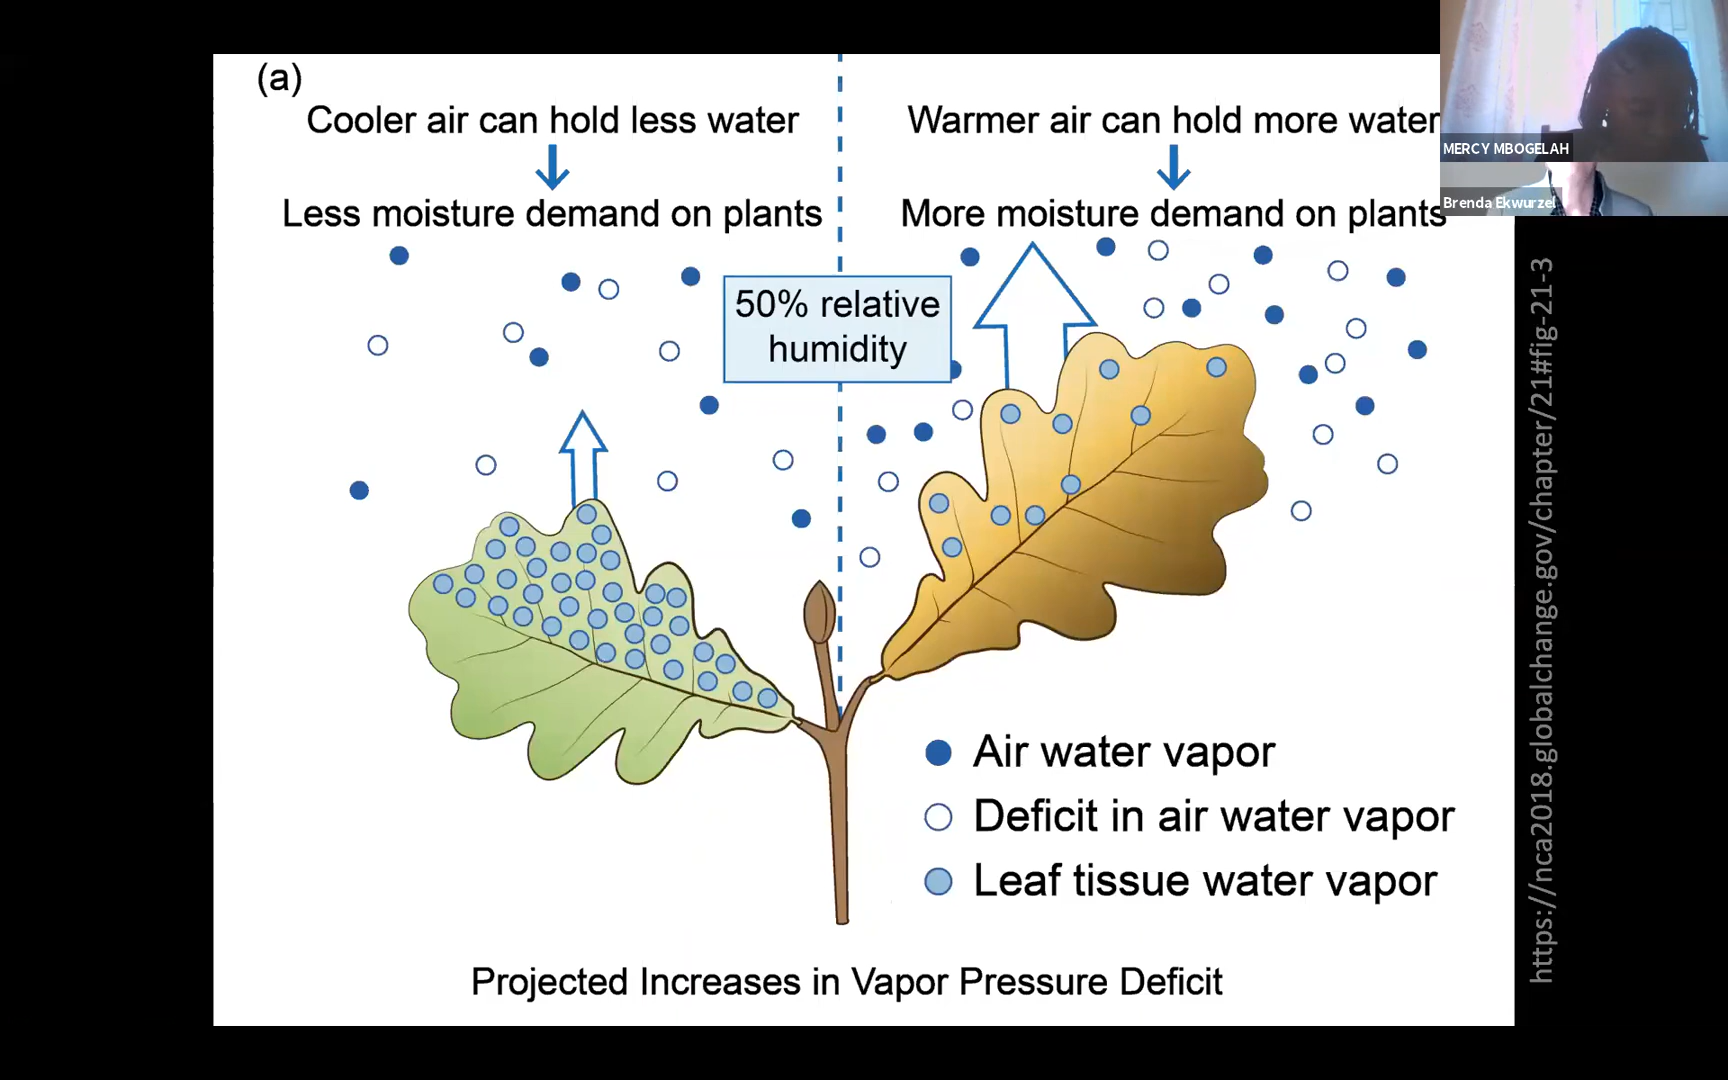 (a)
Cooler air can hold less water
Less moisture demand on plants
Warmer air can hold more water
More moisture demand on plants
MERCY MBOGELAH
Brenda Ekwurzel
50% relative
humidity
Air water vapor
Deficit in air water vapor
Leaf tissue water vapor
Projected Increases in Vapor Pressure Deficit
https://nca2018.globalchange.gov/chapter/21#fig-21-3